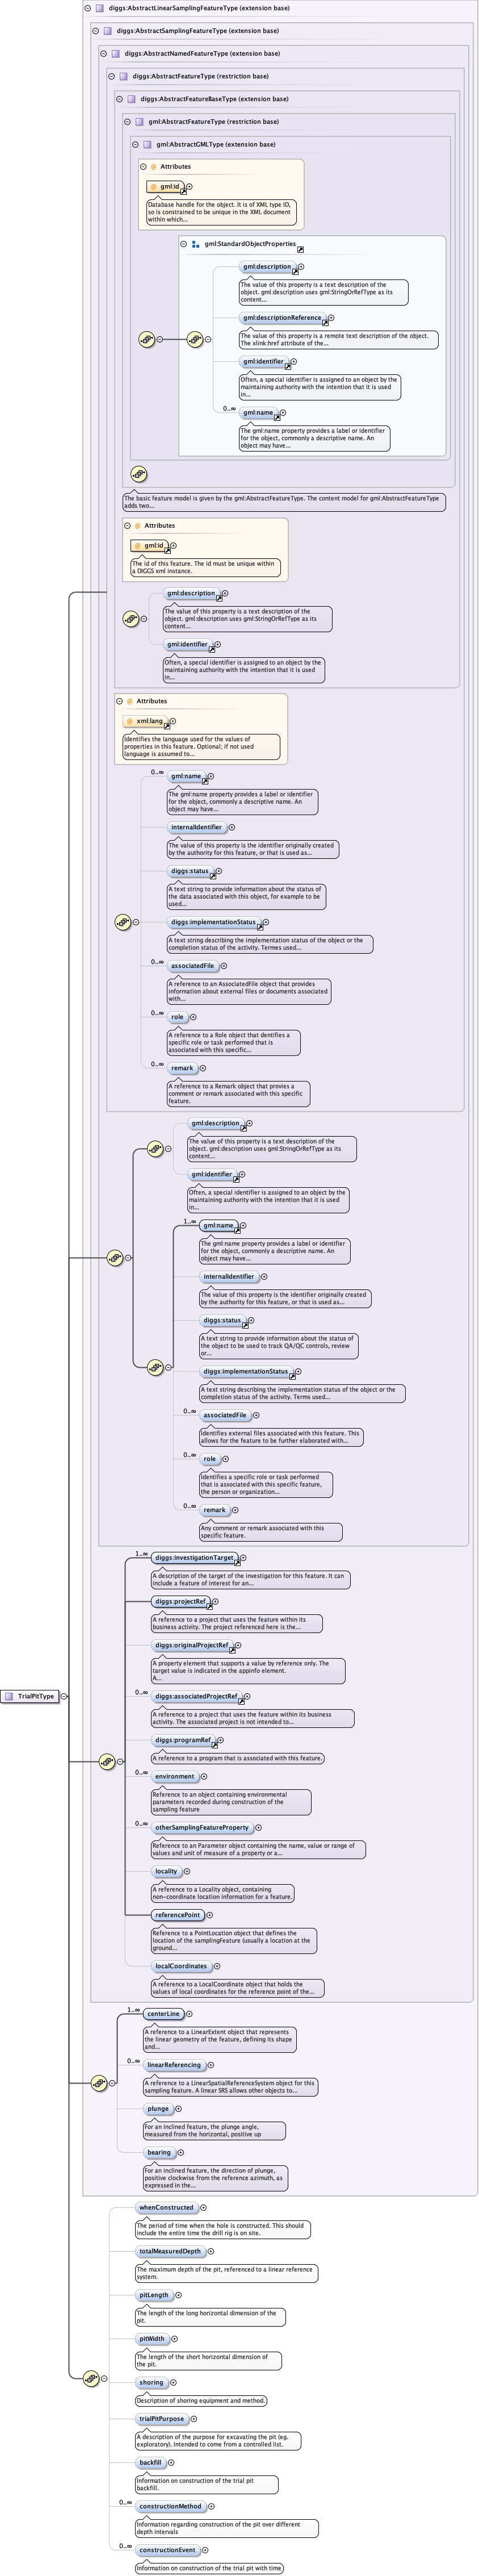 diggs:AbstractLinearSamplingFeatureType (extension base)
diggs:AbstractSamplingFeatureType (extension base)
diggs:AbstractNamedFeatureType (extension base)
diggs:AbstractFeatureType (restriction base)
diggs:AbstractFeatureBaseType (extension base)
gml:AbstractFeatureType (restriction base)
gml:AbstractGMLType (extension base)
Attributes
gml:id
Database handle for the object. It is of XML type ID,
so is constrained to be unique in the XML document
within which...
gml:StandardObjectProperties
gml:description
The value of this property is a text description of the
object. gml:description uses gml:StringOrRefType as its
content...
gml:descriptionReference
The value of this property is a remote text description of the object.
The xlink:href attribute of the...
gml:identifier
Often, a special identifier is assigned to an object by the
maintaining authority with the intention that it is used
in...
0..∞
gml:name
The gml:name property provides a label or identifier
for the object, commonly a descriptive name. An
object may have...
The basic feature model is given by the gml:AbstractFeatureType. The content model for gml:AbstractFeatureType
adds two...
Attributes
gml:id
The id of this feature. The id must be unique within
a DIGGS xml instance.
gml:description
The value of this property is a text description of the
object. gml:description uses gml:StringOrRefType as its
content...
gml:identifier
Often, a special identifier is assigned to an object by the
maintaining authority with the intention that it is used
in...
Attributes
xml:lang
Identifies the language used for the values of
properties in this feature. Optional; if not used
language is assumed to...
0..∞
gml:name
The gml:name property provides a label or identifier
for the object, commonly a descriptive name. An
object may have...
internalIdentifier
The value of this property is the identifier originally created
by the authority for this feature, or that is used as...
diggs:status
A text string to provide information about the status of
the data associated with this object, for example to be
used...
diggs:implementationStatus
A text string describing the implementation status of the object or the
completion status of the activity. Termes used...
0..∞
associatedFile
A reference to an AssociatedFile object that provides
information about external files or documents associated
with...
0..∞
role
A reference to a Role object that dentifies a
specific role or task performed that is
associated with this specific...
0..∞
remark
A reference to a Remark object that provies a
comment or remark associated with this specific
feature.
gml:description
The value of this property is a text description of the
object. gml:description uses gml:StringOrRefType as its
content...
gml:identifier
Often, a special identifier is assigned to an object by the
maintaining authority with the intention that it is used
in...
1..∞
gml:name
The gml:name property provides a label or identifier
for the object, commonly a descriptive name. An
object may have...
internalIdentifier
The value of this property is the identifier originally created
by the authority for this feature, or that is used as...
diggs:status
A text string to provide information about the status of
the object to be used to track QA/QC controls, review
or...
diggs:implementationStatus
A text string describing the implementation status of the object or the
completion status of the activity. Terms used...
0..∞
associatedFile
Identifies external files associated with this feature. This
allows for the feature to be further elaborated with...
0..∞
role
Identifies a specific role or task performed
that is associated with this specific feature,
the person or organization...
0..∞
remark
Any comment or remark associated with this
specific feature.
1..∞
diggs:investigationTarget
A description of the target of the investigation for this feature. It can
include a feature of interest for an...
diggs:projectRef
A reference to a project that uses the feature within its
business activity. The project referenced here is the...
diggs:originalProjectRef
A property element that supports a value by reference only. The
target value is indicated in the appinfo element.
A...
0..∞
diggs:associatedProjectRef
A reference to a project that uses the feature within its business
activity. The associated project is not intended to...
diggs:programRef
A reference to a program that is associated with this feature.
0..∞
environment
Reference to an object containing environmental
parameters recorded during construction of the
sampling feature
0..∞
otherSamplingFeatureProperty
Reference to an Parameter object containing the name, value or range of
values and unit of measure of a property or a...
locality
A reference to a Locality object, containing
non-coordinate location information for a feature.
referencePoint
Reference to a PointLocation object that defines the
location of the samplingFeature (usually a location at the
ground...
localCoordinates
A reference to a LocalCoordinate object that holds the
values of local coordinates for the reference point of the...
TrialPitType
1..∞
centerLine
A reference to a LinearExtent object that represents
the linear geometry of the feature, defining its shape
and...
0..∞
linearReferencing
A reference to a LinearSpatialReferenceSystem object for this
sampling feature. A linear SRS allows other objects to...
plunge
For an inclined feature, the plunge angle,
measured from the horizontal, positive up
bearing
For an inclined feature, the direction of plunge,
positive clockwise from the reference azimuth, as
expressed in the...
whenConstructed
The period of time when the hole is constructed. This should
include the entire time the drill rig is on site.
totalMeasuredDepth
The maximum depth of the pit, referenced to a linear reference
system.
pitLength
The length of the long horizontal dimension of the
pit.
pitWidth
The length of the short horizontal dimension of
the pit.
shoring
Description of shoring equipment and method.
trialPitPurpose
A description of the purpose for excavating the pit (eg.
exploratory). Intended to come from a controlled list.
backfill
Information on construction of the trial pit
backfill.
0..∞
constructionMethod
Information regarding construction of the pit over different
depth intervals
0..∞
constructionEvent
Information on construction of the trial pit with time